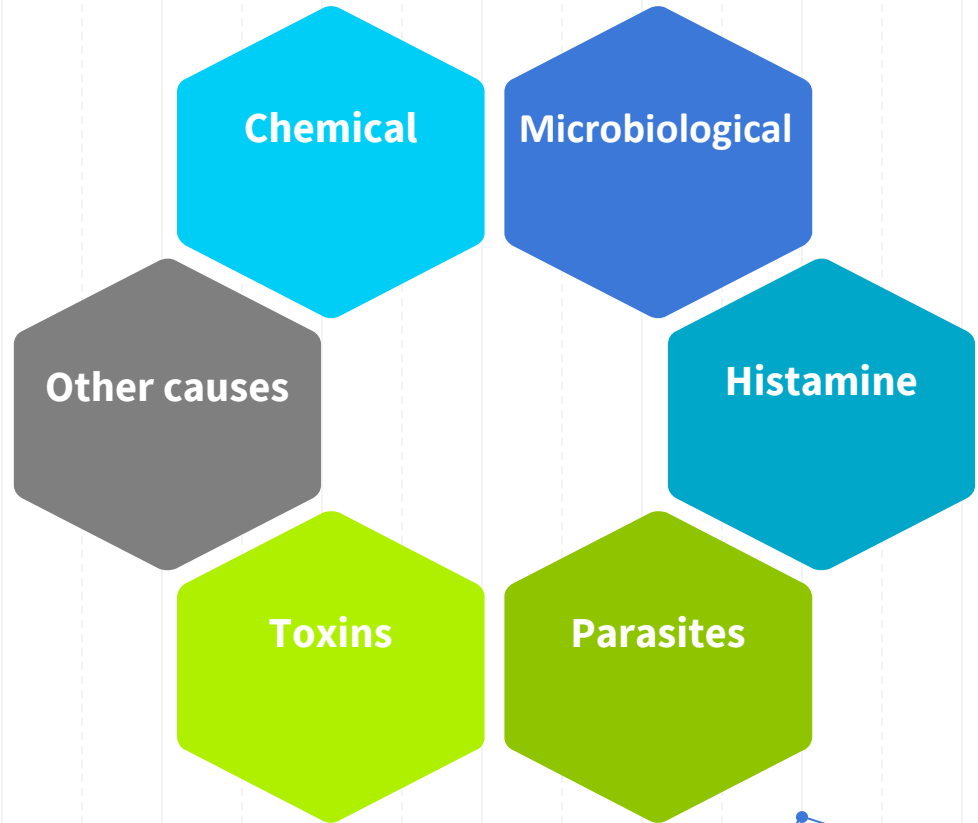 Chemical
Microbiological
Other causes
Histamine
Toxins
Parasites